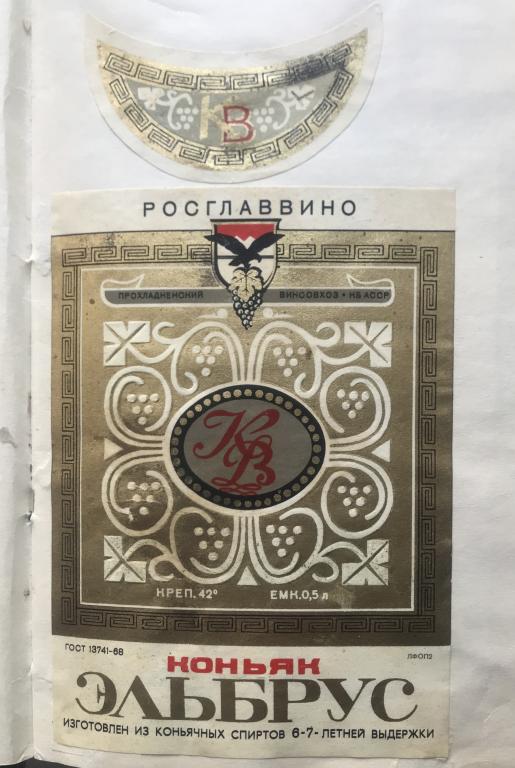 КВ
РОСГЛАВВИНО
ПРОХЛАДНЕНСКИЙ ВИНСОВХОЗ • КБ АССР
КВ
КРЕП. 42° ЕМК.0,5 л
ГОСТ 13741-68
ЛФОП2
КОНЬЯК
ЭЛЬБРУС
ИЗГОТОВЛЕН ИЗ КОНЬЯЧНЫХ СПИРТОВ 6-7-ЛЕТНЕЙ ВЫДЕРЖКИ